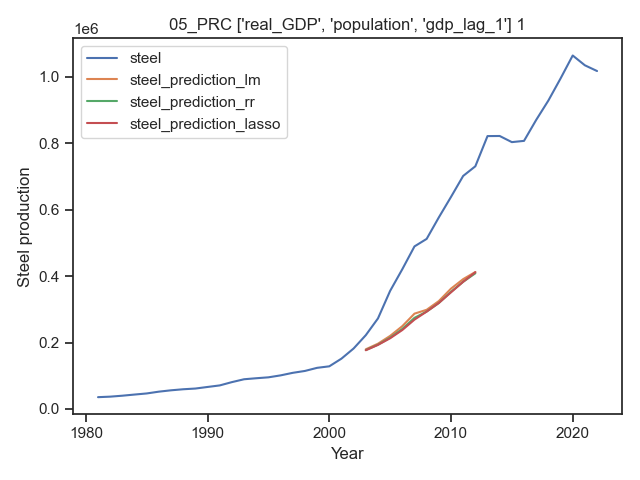 05_PRC ['real_GDP', 'population', 'gdp_lag_1'] 1
1e6
steel
steel_prediction_lm
steel_prediction_rr
steel_prediction_lasso
Steel production
1.0
0.8
0.6
0.4
0.2
0.0
1980 1990 2000 2010 2020
Year